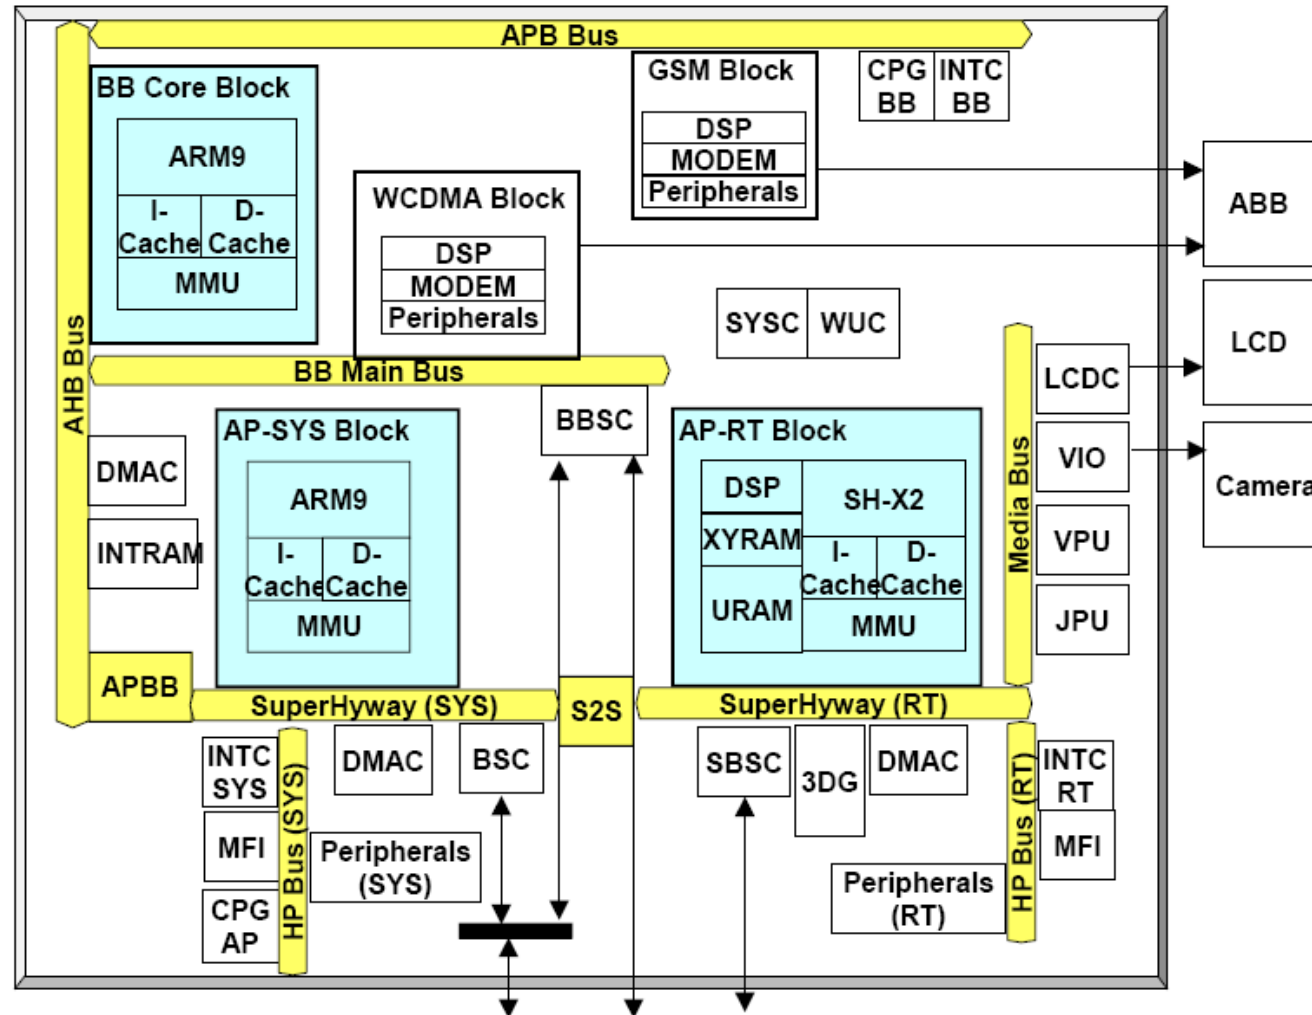 APB Bus
BB Core Block
ARM9
I-
Cache
D-
Cache
MMU
GSM Block
DSP
MODEM
Peripherals
CPG
BB
INTC
BB
WCDMA Block
DSP
MODEM
Peripherals
ABB
SYSC
WUC
LCD
AHB Bus
BB Main Bus
BBSC
Media Bus
LCDC
VIO
VPU
JPU
Camera
DMAC
INTRAM
APBB
AP-SYS Block
ARM9
I-
Cache
D-
Cache
MMU
AP-RT Block
DSP
XYRAM
URAM
SH-X2
I-
Cache
D-
Cache
MMU
SuperHyway (SYS)
S2S
SuperHyway (RT)
INTC
SYS
MFI
CPG
AP
HP Bus (SYS)
DMAC
BSC
Peripherals
(SYS)
SBSC
3DG
DMAC
Peripherals
(RT)
HP Bus (RT)
INTC
RT
MFI